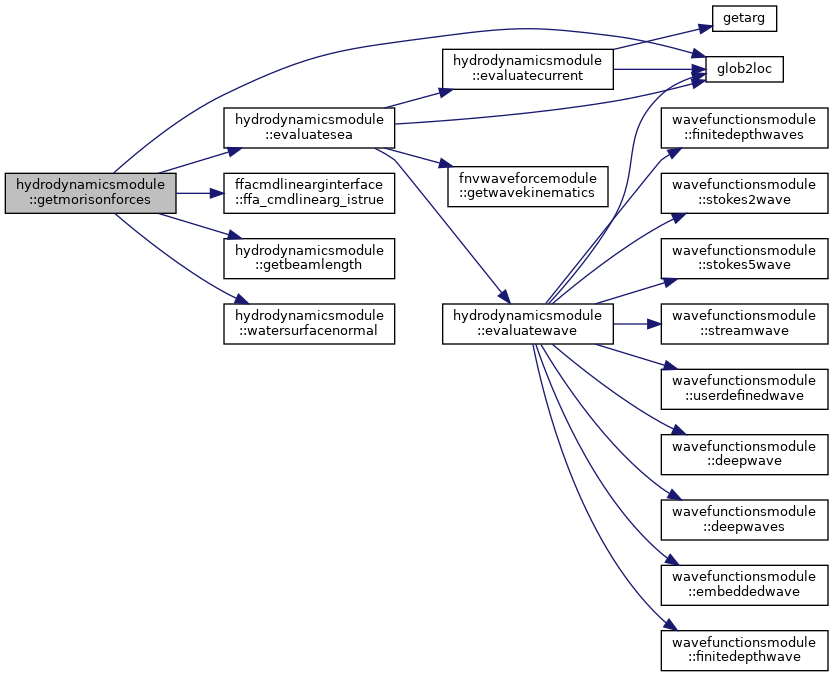 hydrodynamicsmodule
::getmorisonforces
hydrodynamicsmodule
::evaluatesea
ffacmdlinearginterface
::ffa_cmdlinearg_istrue
hydrodynamicsmodule
::getbeamlength
hydrodynamicsmodule
::watersurfacenormal
hydrodynamicsmodule
::evaluatecurrent
fnvwaveforcemodule
::getwavekinematics
hydrodynamicsmodule
::evaluatewave
getarg
glob2loc
wavefunctionsmodule
::finitedepthwaves
wavefunctionsmodule
::stokes2wave
wavefunctionsmodule
::stokes5wave
wavefunctionsmodule
::streamwave
wavefunctionsmodule
::userdefinedwave
wavefunctionsmodule
::deepwave
wavefunctionsmodule
::deepwaves
wavefunctionsmodule
::embeddedwave
wavefunctionsmodule
::finitedepthwave